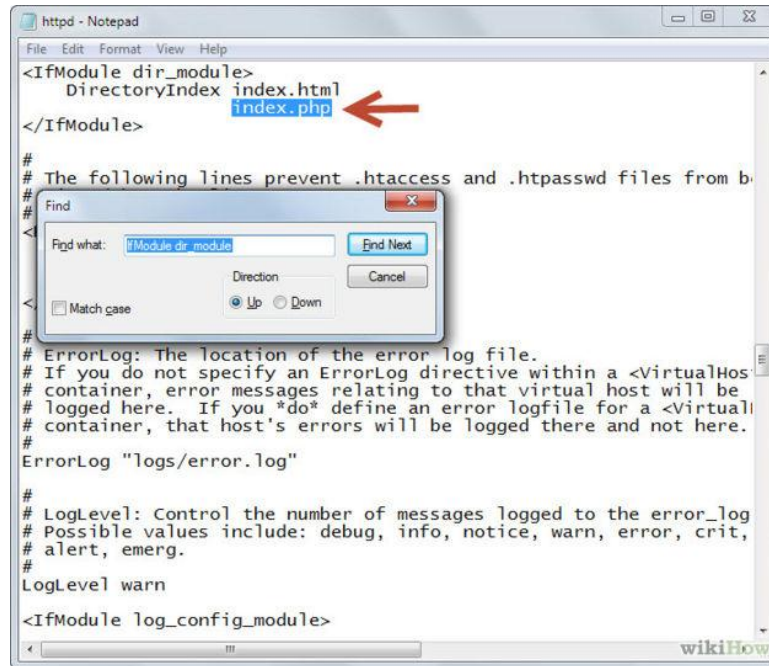 httpd - Notepad
File Edit Format View Help
<IfModule dir_module>
DirectoryIndex index.html
index.php
</IfModule>
#
# The following lines prevent .htaccess and .htpasswd files from
#
#
Find
Find what: IfModule dir_module Find Next
Direction Cancel
Match case Up Down
#
# ErrorLog: The location of the error log file.
# If you do not specify an ErrorLog directive within a <VirtualHos
# container, error messages relating to that virtual host will be
# logged here. If you *do* define an error logfile for a <Virtual
# container, that host's errors will be logged there and not here.
#
ErrorLog "logs/error.log"
#
# LogLevel: Control the number of messages logged to the error_log
# Possible values include: debug, info, notice, warn, error, crit,
# alert, emerg.
#
LogLevel warn
<IfModule log_config_module>
wikiHow